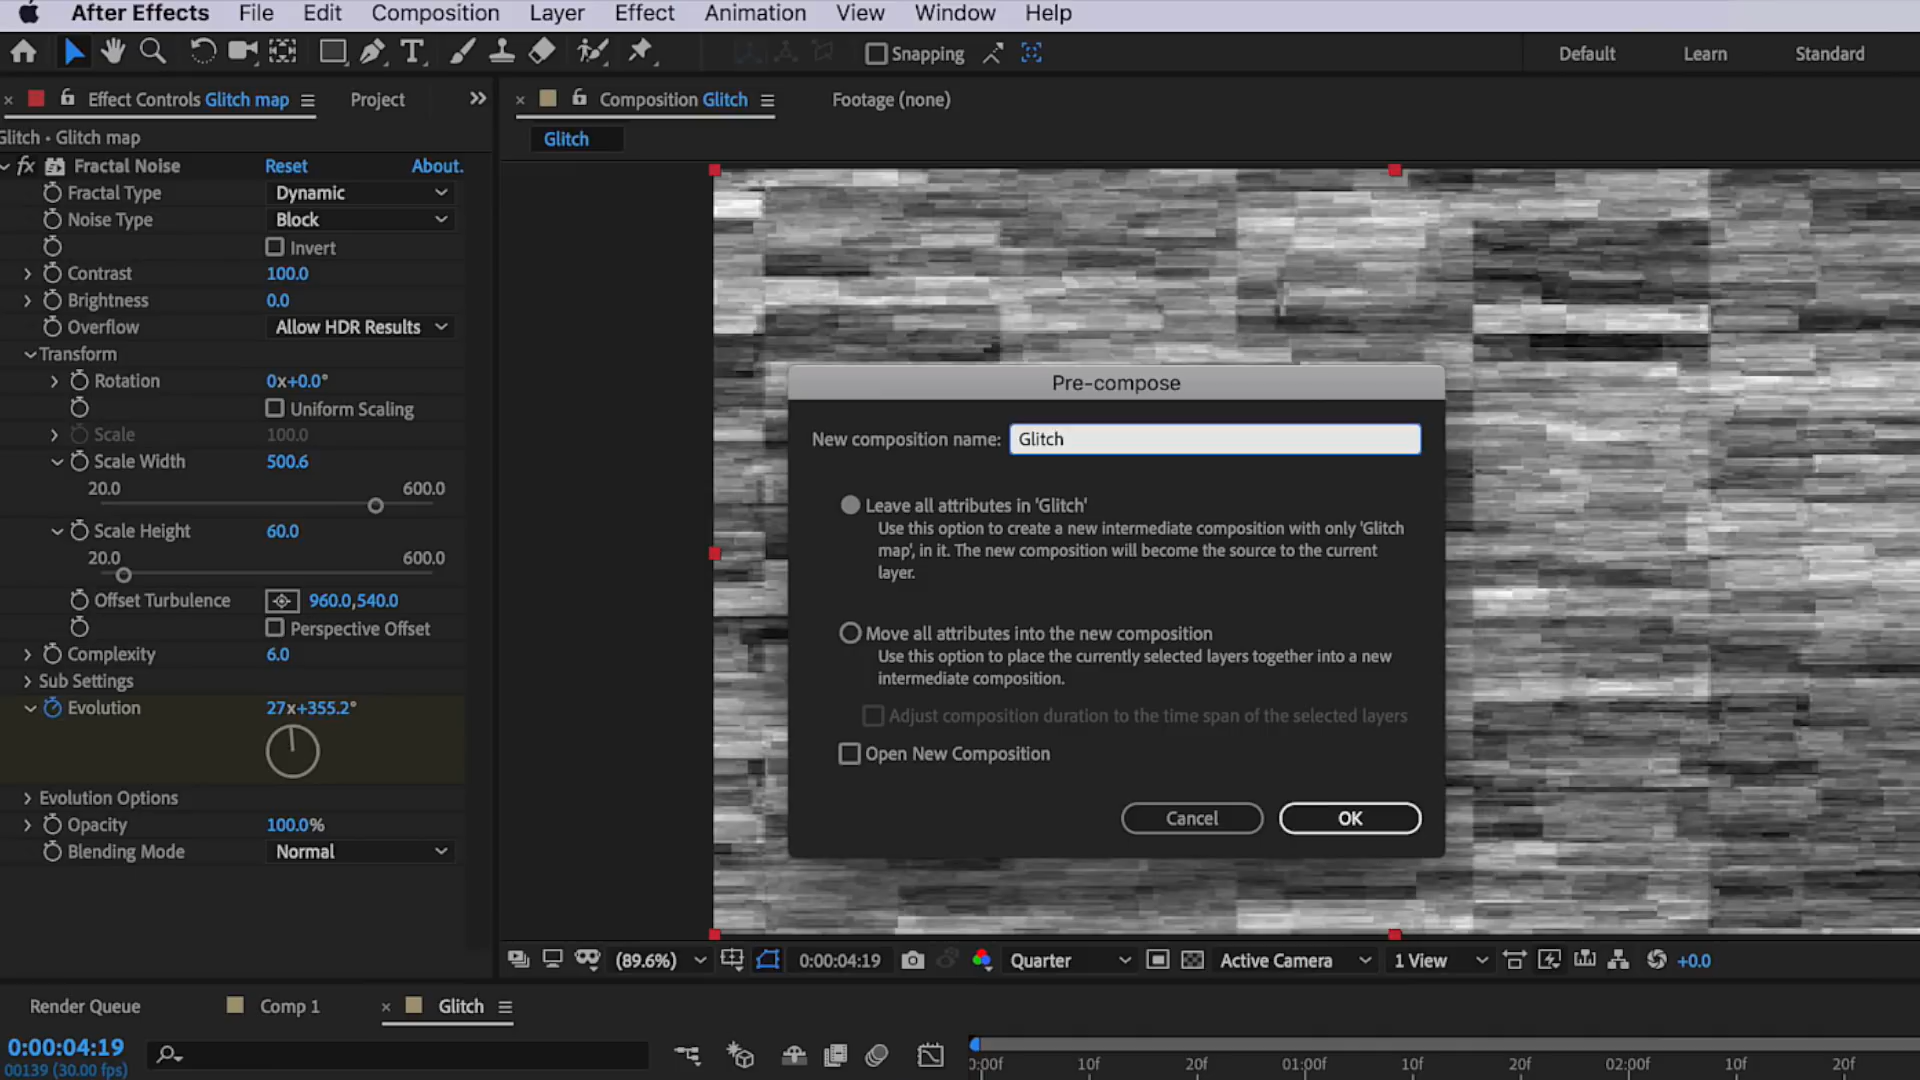 After Effects File Edit Composition Layer Effect Animation View Window Help
T Snapping Default Learn Standard
× Effect Controls Glitch map Project »
× Composition Glitch Footage (none)
Glitch • Glitch map
Glitch
fx Fractal Noise Reset About.
Fractal Type Dynamic
Noise Type Block
Invert
Contrast 100.0
Brightness 0.0
Overflow Allow HDR Results
Transform
Rotation 0x+0.0°
Uniform Scaling
Scale 100.0
Scale Width 500.6
20.0 600.0
Scale Height 60.0
20.0 600.0
Offset Turbulence 960.0,540.0
Perspective Offset
Complexity 6.0
Sub Settings
Evolution 27x+355.2°
Evolution Options
Opacity 100.0%
Blending Mode Normal
Pre-compose
New composition name: Glitch
Leave all attributes in 'Glitch'
Use this option to create a new intermediate composition with only 'Glitch
map', in it. The new composition will become the source to the current
layer.
Move all attributes into the new composition
Use this option to place the currently selected layers together into a new
intermediate composition.
Adjust composition duration to the time span of the selected layers
Open New Composition
Cancel OK
(89.6%) 0:00:04:19 Quarter Active Camera 1 View +0.0
Render Queue Comp 1 × Glitch
0:00:04:19
00139 (30.00 fps)
0:00f 10f 20f 01:00f 10f 20f 02:00f 10f 20f